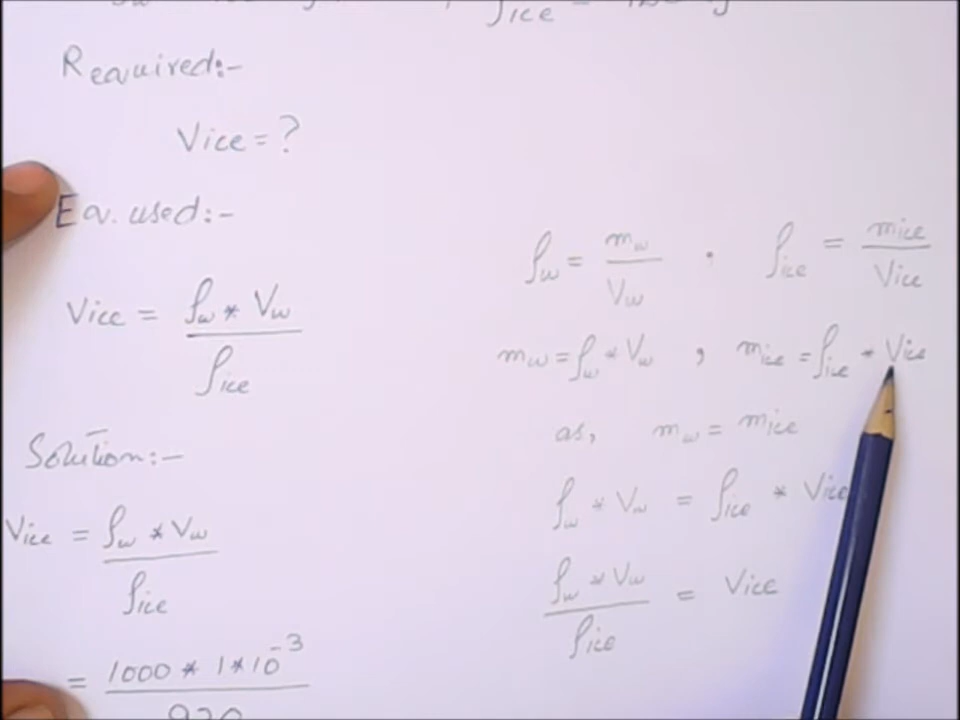 ρice =
Required:-
Vice = ?
Eq. used:-
Vice = ρw * Vw / ρice
Solution:-
Vice = ρw * Vw / ρice
= 1000 * 1*10^-3 / 920
ρw = mw / Vw , ρice = mice / Vice
mw = ρw * Vw , mice = ρice * Vice
as, mw = mice
ρw * Vw = ρice * Vice
ρw * Vw / ρice = Vice